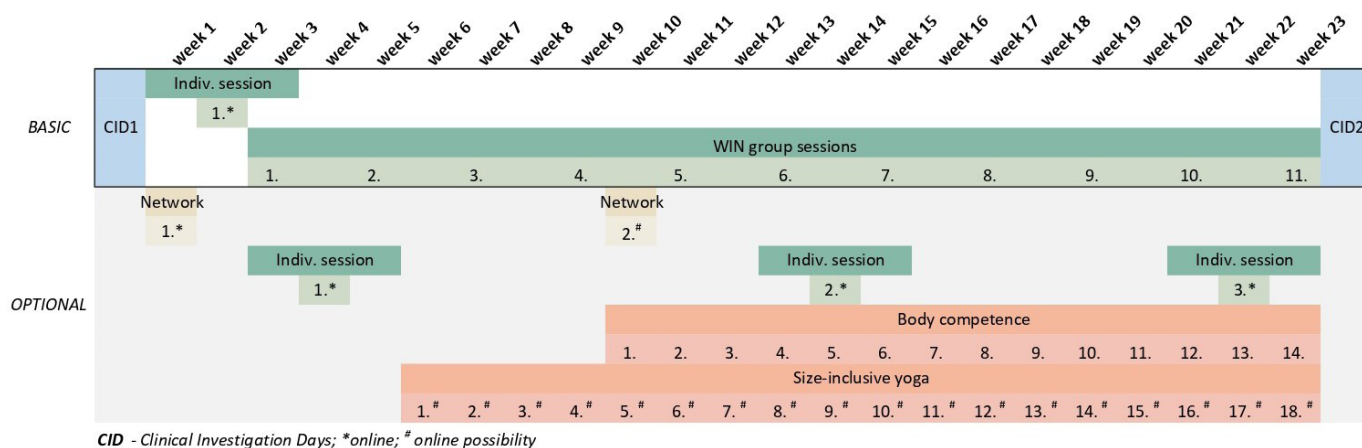 week 1 week 2 week 3 week 4 week 5 week 6 week 7 week 8 week 9 week 10 week 11 week 12 week 13 week 14 week 15 week 16 week 17 week 18 week 19 week 20 week 21 week 22 week 23
Indiv. session
BASIC CID1 1.* CID2
WIN group sessions
1. 2. 3. 4. 5. 6. 7. 8. 9. 10. 11.
Network Network
1.* 2.#
Indiv. session Indiv. session Indiv. session
OPTIONAL 1.* 2.* 3.*
Body competence
1. 2. 3. 4. 5. 6. 7. 8. 9. 10. 11. 12. 13. 14.
Size-inclusive yoga
1.# 2.# 3.# 4.# 5.# 6.# 7.# 8.# 9.# 10.# 11.# 12.# 13.# 14.# 15.# 16.# 17.# 18.#
CID - Clinical Investigation Days; *online; # online possibility